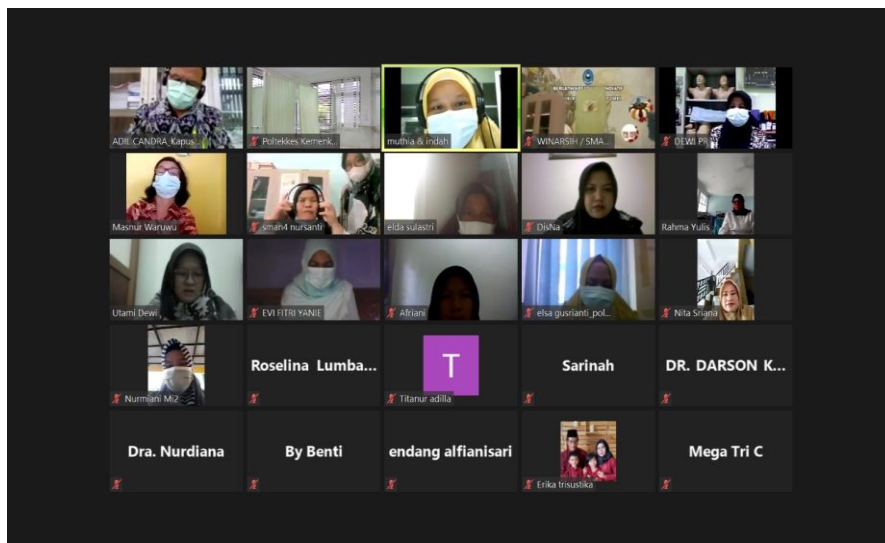 ADIL CANDRA_Kapus...
Poltekkes Kemenk...
muthia & indah
WINARSIH / SMA...
DEWI PR
Masnur Waruwu
sman4 nursanti
elda sulastri
DisNa
Rahma Yulis
Utami Dewi
EVI FITRI YANIE
Afriani
elsa gusrianti_pol...
Nita Sriana
Nurmiani Mi2
Roselina Lumba...
T
Titanur adilla
Sarinah
DR. DARSON K...
Dra. Nurdiana
By Benti
endang alfianisari
Erika trisustika
Mega Tri C